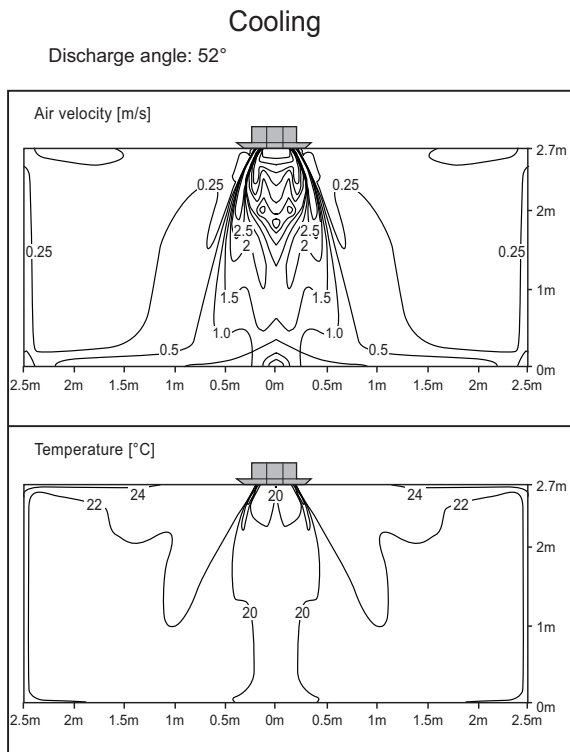 Cooling
Discharge angle: 52°
Air velocity [m/s]
2.7m
0.25 0.25
2m
0.25 2.5 2.5 0.25
2 2
1.5 1.5
1m
1.0 1.0
0.5 0.5
0m
2.5m 2m 1.5m 1m 0.5m 0m 0.5m 1m 1.5m 2m 2.5m
Temperature [°C]
24 20 24
2.7m
22 22
2m
20 20
1m
0m
2.5m 2m 1.5m 1m 0.5m 0m 0.5m 1m 1.5m 2m 2.5m